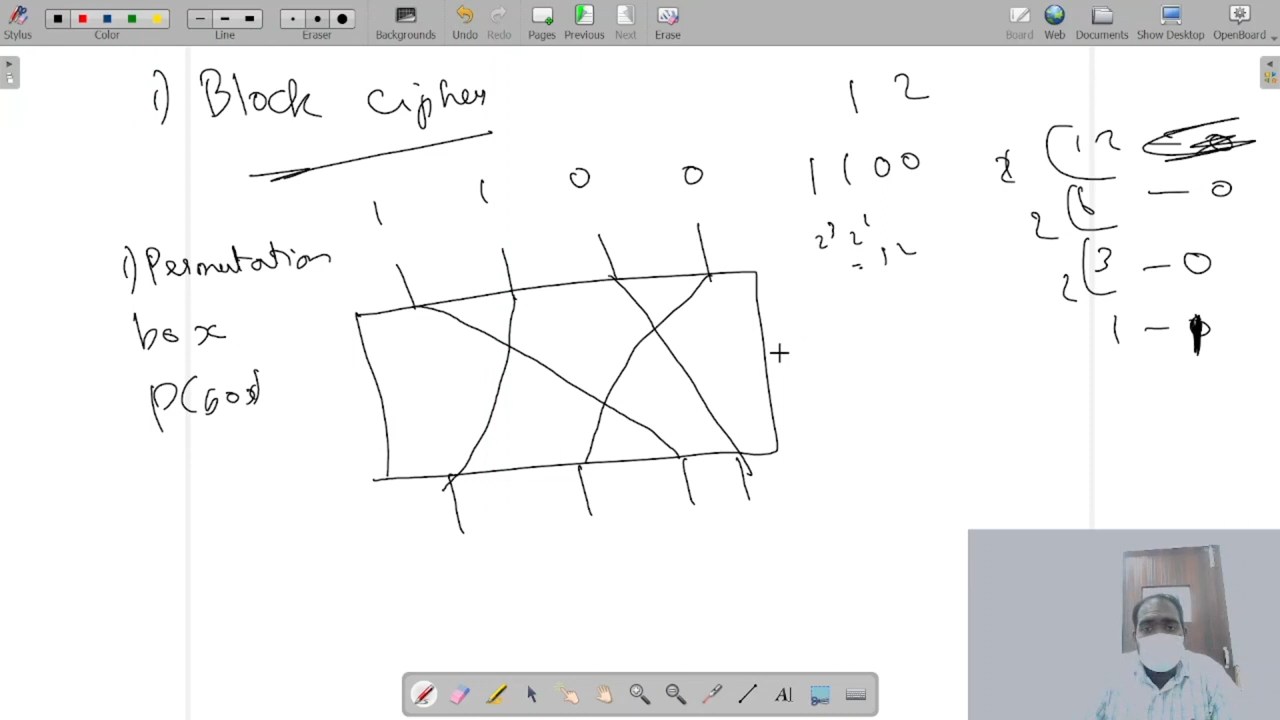 Stylus
Color
Line
Eraser
Backgrounds
Undo
Redo
Pages
Previous
Next
Erase
Board
Web
Documents
Show Desktop
OpenBoard
1) Block cipher
1 2
1 1 0 0
1 1 0 0
2³ 2¹
= 12
1) Permutation
box
P(box)
12
2 6 — 0
2 3 — 0
1 —
AI